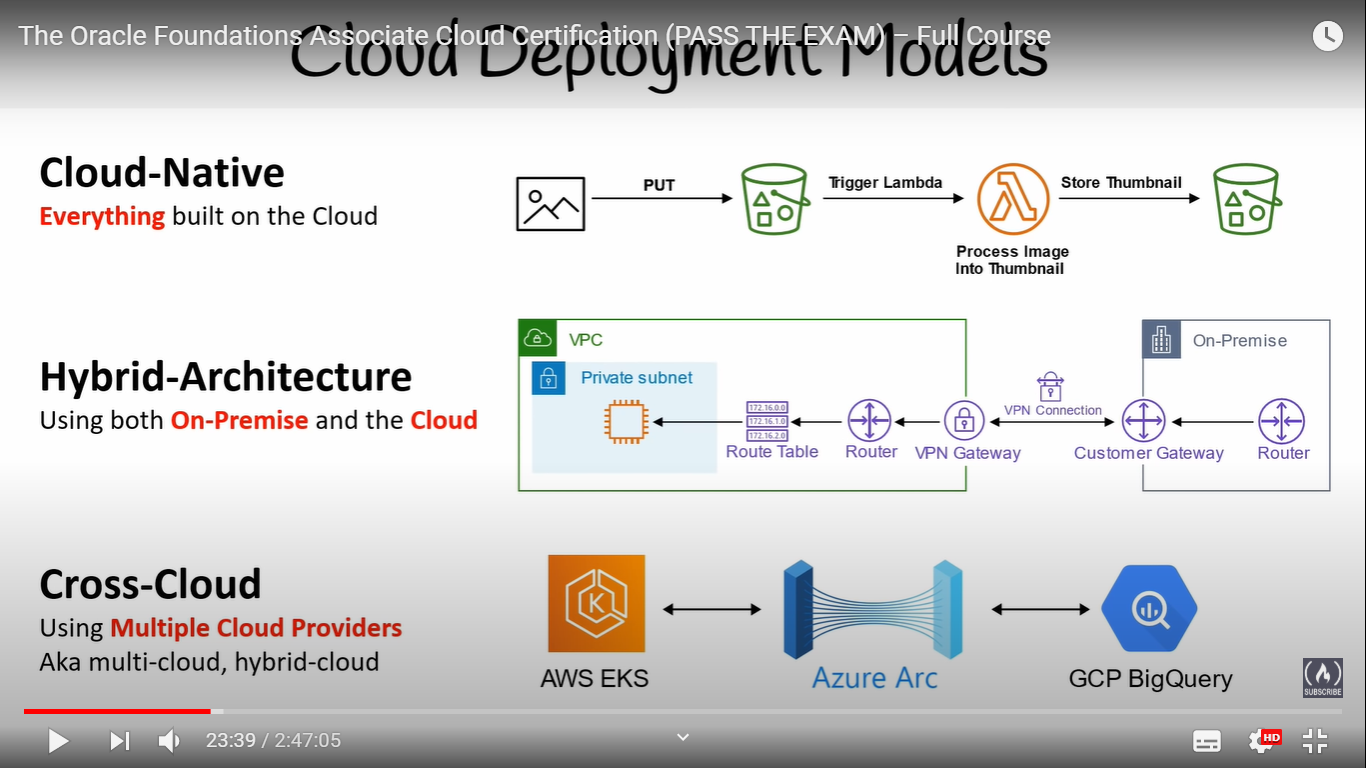 The Oracle Foundations Associate Cloud Certification (PASS THE EXAM) – Full Course
Cloud Deployment Models
Cloud-Native
Everything built on the Cloud
PUT
Trigger Lambda
Store Thumbnail
Process Image
Into Thumbnail
Hybrid-Architecture
Using both On-Premise and the Cloud
VPC
Private subnet
172.16.0.0
172.16.1.0
172.16.2.0
Route Table
Router
VPN Gateway
VPN Connection
On-Premise
Customer Gateway
Router
Cross-Cloud
Using Multiple Cloud Providers
Aka multi-cloud, hybrid-cloud
K
AWS EKS
Azure Arc
GCP BigQuery
SUBSCRIBE
23:39 / 2:47:05
HD